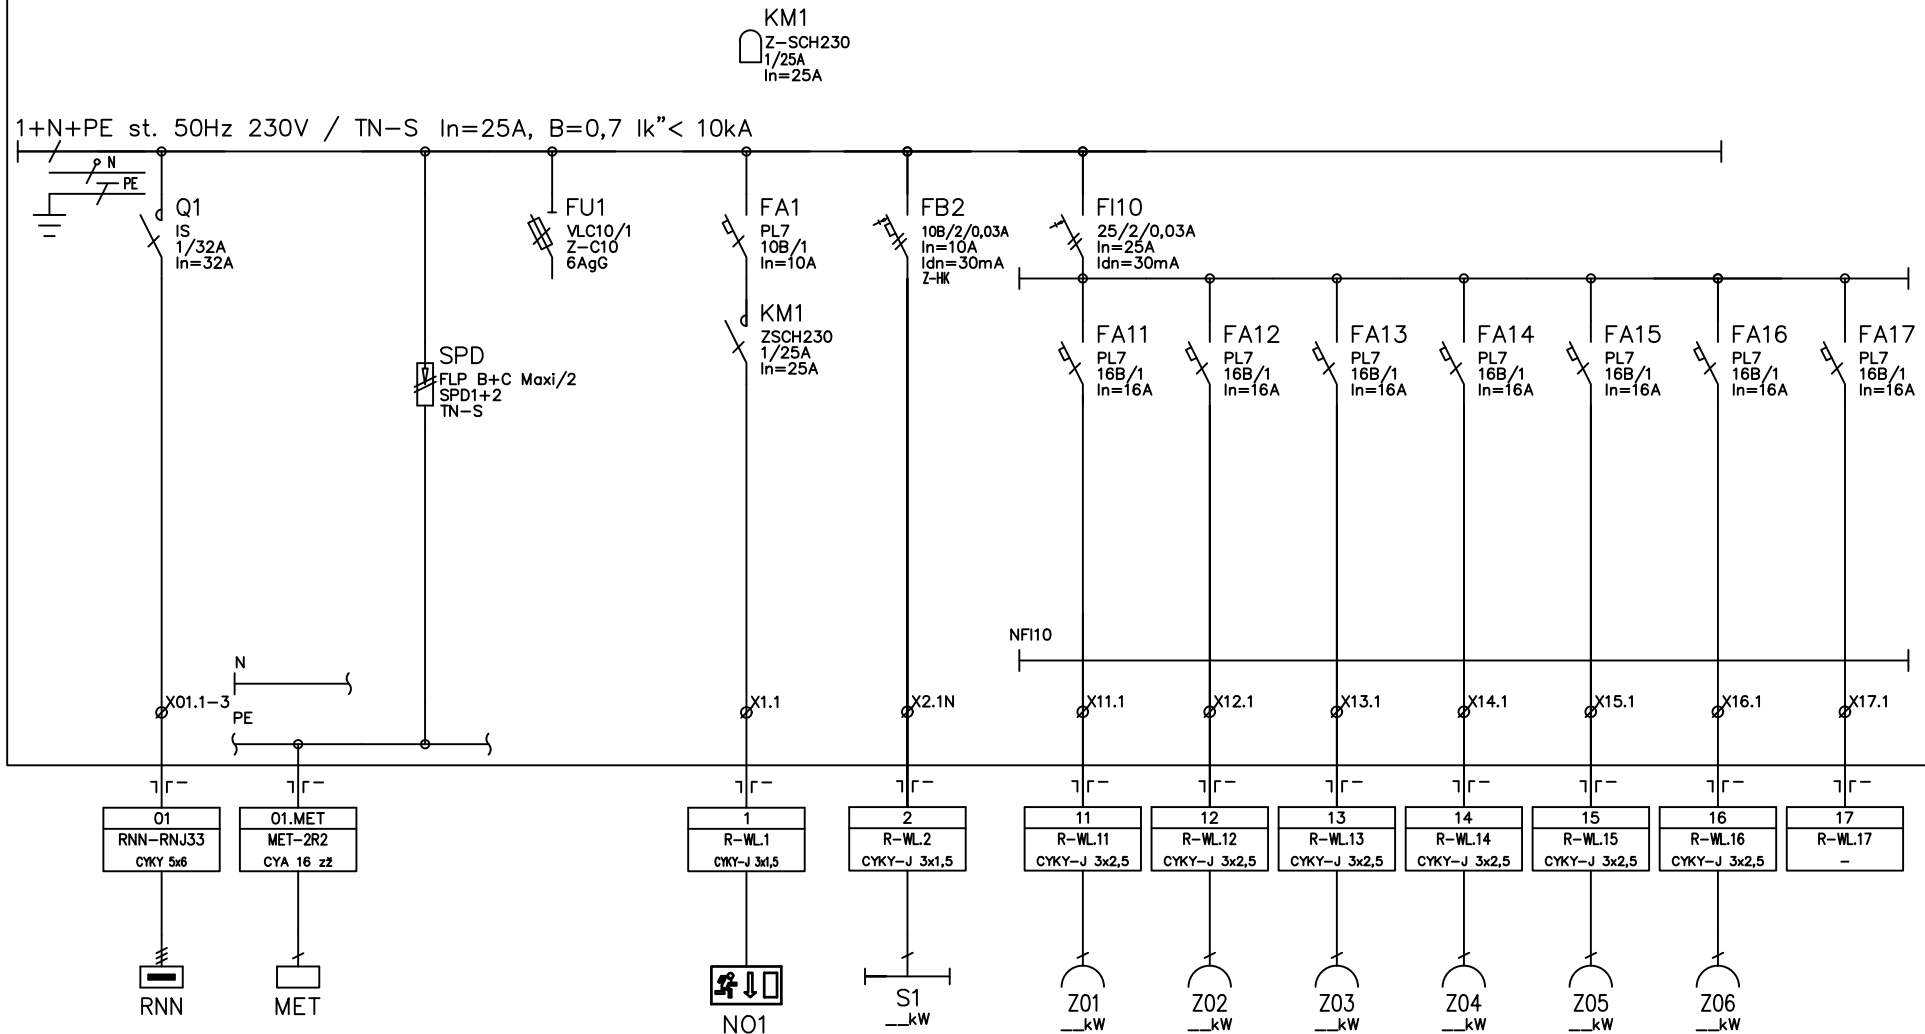 KM1
Z-SCH230
1/25A
In=25A
1+N+PE st. 50Hz 230V / TN-S In=25A, B=0,7 Ik"< 10kA
N
PE
Q1
IS
1/32A
In=32A
FU1
VLC10/1
Z-C10
6AgG
FA1
PL7
10B/1
In=10A
FB2
10B/2/0,03A
In=10A
Idn=30mA
Z-HK
FI10
25/2/0,03A
In=25A
Idn=30mA
KM1
ZSCH230
1/25A
In=25A
SPD
FLP B+C Maxi/2
SPD1+2
TN-S
FA11
PL7
16B/1
In=16A
FA12
PL7
16B/1
In=16A
FA13
PL7
16B/1
In=16A
FA14
PL7
16B/1
In=16A
FA15
PL7
16B/1
In=16A
FA16
PL7
16B/1
In=16A
FA17
PL7
16B/1
In=16A
NFI10
N
PE
X01.1-3
X1.1
X2.1N
X11.1
X12.1
X13.1
X14.1
X15.1
X16.1
X17.1
01
RNN-RNJ33
CYKY 5x6
01.MET
MET-2R2
CYA 16 zž
1
R-WL.1
CYKY-J 3x1,5
2
R-WL.2
CYKY-J 3x1,5
11
R-WL.11
CYKY-J 3x2,5
12
R-WL.12
CYKY-J 3x2,5
13
R-WL.13
CYKY-J 3x2,5
14
R-WL.14
CYKY-J 3x2,5
15
R-WL.15
CYKY-J 3x2,5
16
R-WL.16
CYKY-J 3x2,5
17
R-WL.17
-
RNN
MET
NO1
S1
__kW
Z01
__kW
Z02
__kW
Z03
__kW
Z04
__kW
Z05
__kW
Z06
__kW